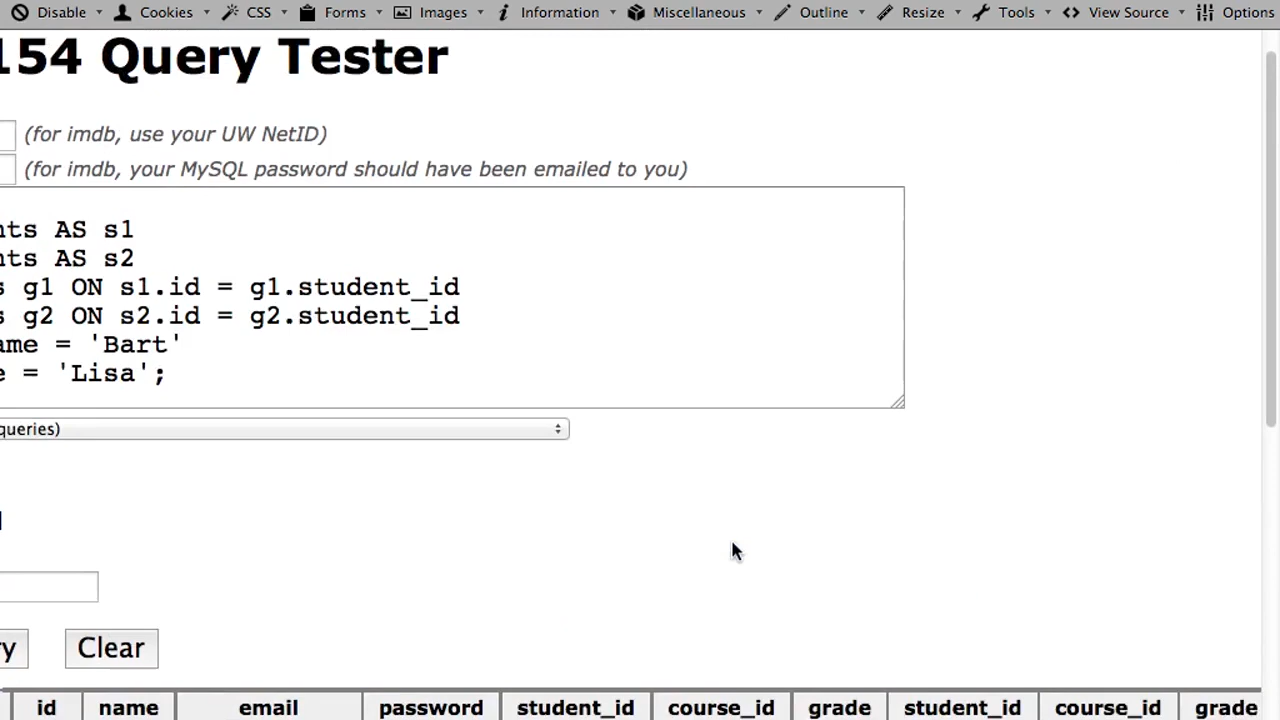 Disable Cookies CSS Forms Images Information Miscellaneous Outline Resize Tools View Source Options
154 Query Tester
(for imdb, use your UW NetID)
(for imdb, your MySQL password should have been emailed to you)
nts AS s1
nts AS s2
s g1 ON s1.id = g1.student_id
s g2 ON s2.id = g2.student_id
ame = 'Bart'
e = 'Lisa';
queries)
ry Clear
id name email password student_id course_id grade student_id course_id grade